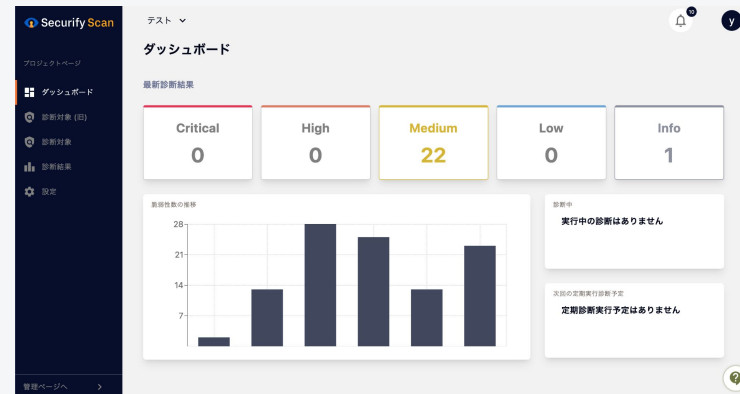 Securify Scan
テスト
10
y
ダッシュボード
プロジェクトページ
ダッシュボード
診断対象 (旧)
診断対象
診断結果
設定
管理ページへ
最新診断結果
Critical
0
High
0
Medium
22
Low
0
Info
1
脆弱性数の推移
28
21
14
7
診断中
実行中の診断はありません
次回の定期実行診断予定
定期診断実行予定はありません
?